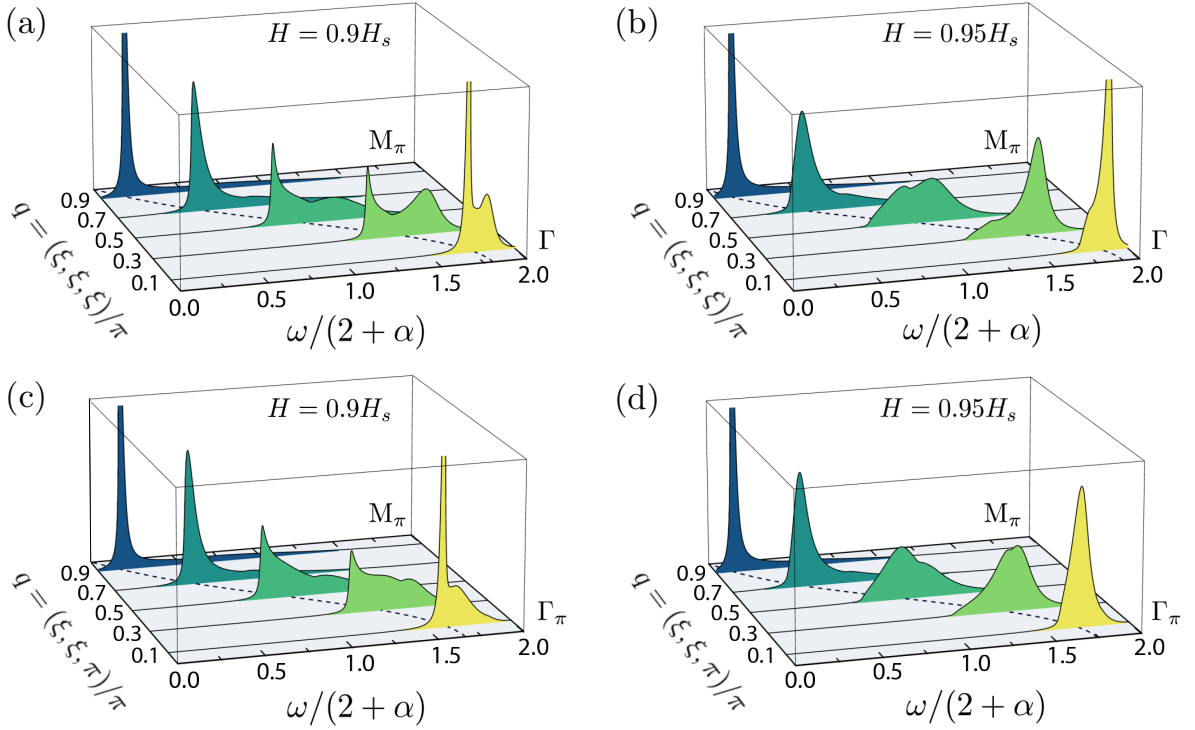 (a)
H = 0.9H_s
M_π
Γ
0.9
0.7
0.5
0.3
0.1
q = (ξ, ξ, ξ)/π
0.0
0.5
1.0
1.5
2.0
ω/(2 + α)
(b)
H = 0.95H_s
M_π
Γ
0.9
0.7
0.5
0.3
0.1
q = (ξ, ξ, ξ)/π
0.0
0.5
1.0
1.5
2.0
ω/(2 + α)
(c)
H = 0.9H_s
M_π
Γ_π
0.9
0.7
0.5
0.3
0.1
q = (ξ, ξ, π)/π
0.0
0.5
1.0
1.5
2.0
ω/(2 + α)
(d)
H = 0.95H_s
M_π
Γ_π
0.9
0.7
0.5
0.3
0.1
q = (ξ, ξ, π)/π
0.0
0.5
1.0
1.5
2.0
ω/(2 + α)